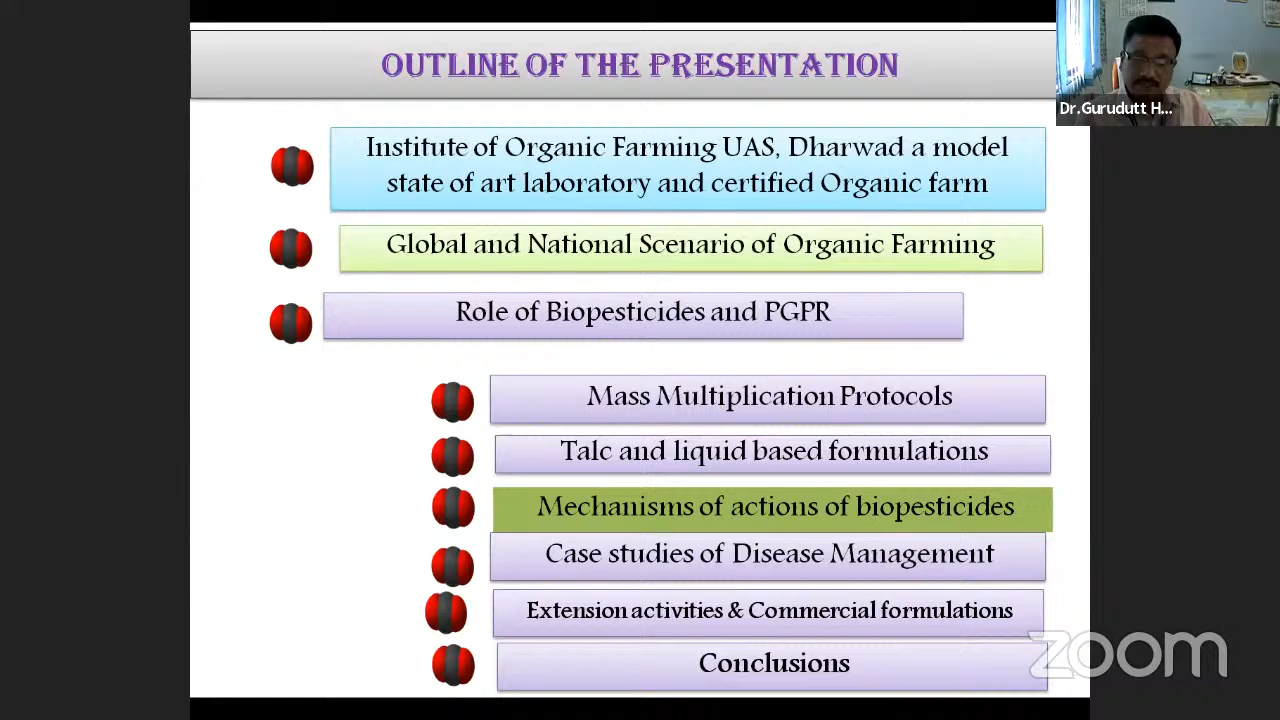 OUTLINE OF THE PRESENTATION
Dr.Gurudutt H...
Institute of Organic Farming UAS, Dharwad a model
state of art laboratory and certified Organic farm
Global and National Scenario of Organic Farming
Role of Biopesticides and PGPR
Mass Multiplication Protocols
Talc and liquid based formulations
Mechanisms of actions of biopesticides
Case studies of Disease Management
Extension activities & Commercial formulations
Conclusions
zoom